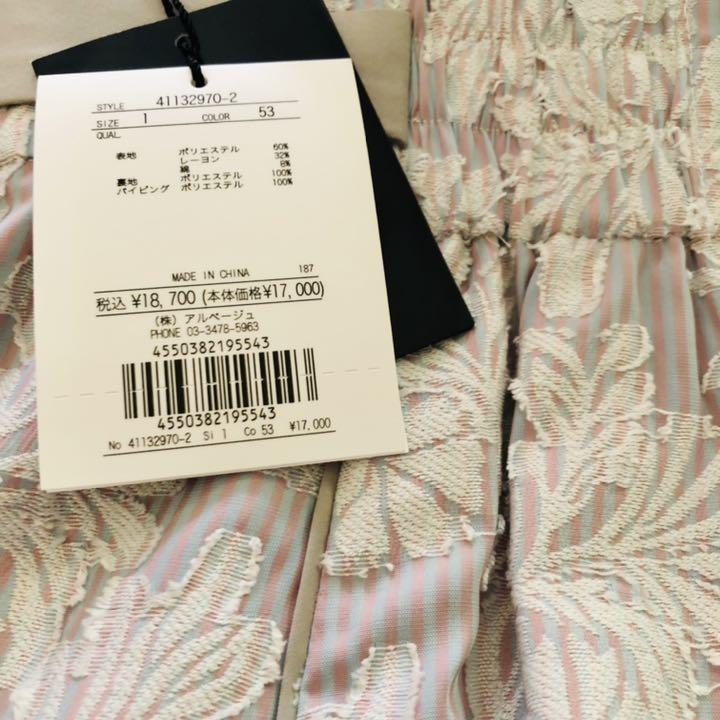 STYLE 41132970-2
SIZE 1 COLOR 53
QUAL
表地 ポリエステル 60%
レーヨン 32%
綿 8%
裏地 ポリエステル 100%
パイピング ポリエステル 100%
MADE IN CHINA 187
税込 ¥18,700 (本体価格¥17,000)
(株) アルページュ
PHONE 03-3478-5963
4550382195543
4550382195543
No 41132970-2 Si 1 Co 53 ¥17,000